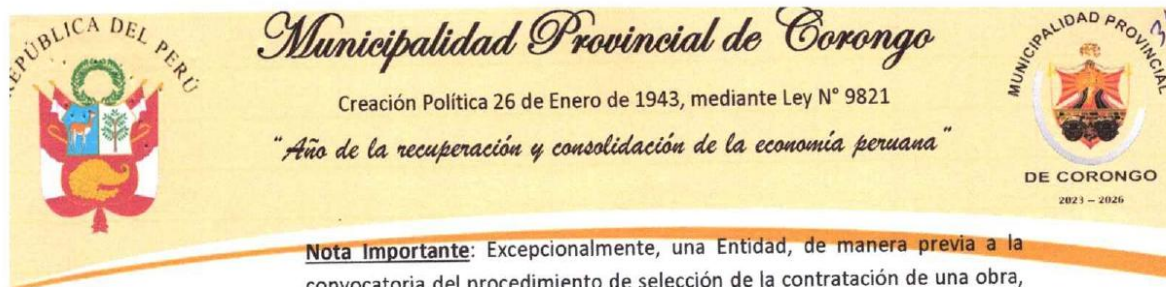 REPÚBLICA DEL PERÚ
Municipalidad Provincial de Corongo
Creación Política 26 de Enero de 1943, mediante Ley N° 9821
"Año de la recuperación y consolidación de la economía peruana"
MUNICIPALIDAD PROVINCIAL
DE CORONGO
2023 – 2026
Nota Importante: Excepcionalmente, una Entidad, de manera previa a la
convocatoria del procedimiento de selección de la contratación de una obra,